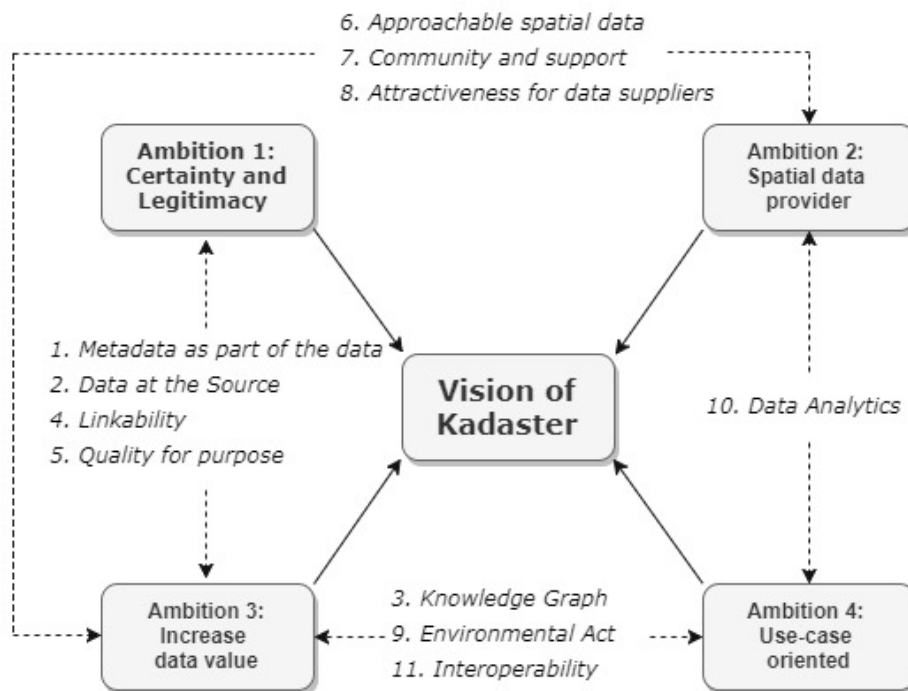 6. Approachable spatial data
7. Community and support
8. Attractiveness for data suppliers
Ambition 1:
Certainty and
Legitimacy
Ambition 2:
Spatial data
provider
1. Metadata as part of the data
2. Data at the Source
4. Linkability
5. Quality for purpose
Vision of
Kadaster
10. Data Analytics
Ambition 3:
Increase
data value
3. Knowledge Graph
9. Environmental Act
11. Interoperability
Ambition 4:
Use-case
oriented